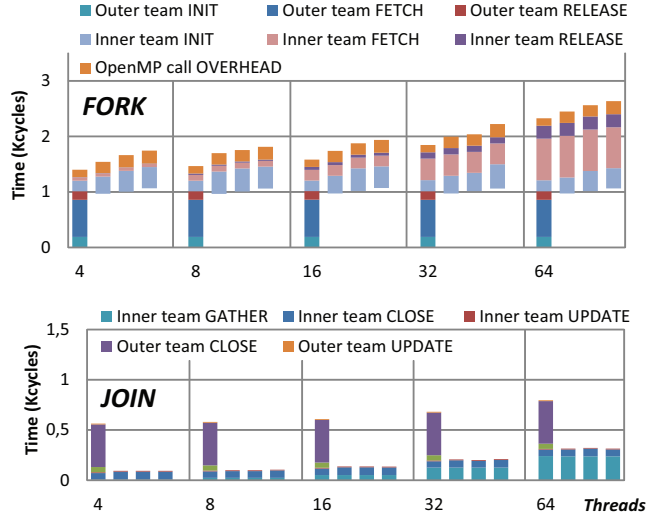 Outer team INIT Outer team FETCH Outer team RELEASE
Inner team INIT Inner team FETCH Inner team RELEASE
OpenMP call OVERHEAD
3
FORK
2
1
0
Time (Kcycles)
4 8 16 32 64
Inner team GATHER Inner team CLOSE Inner team UPDATE
Outer team CLOSE Outer team UPDATE
1,5
1
JOIN
0,5
0
Time (Kcycles)
4 8 16 32 64 Threads